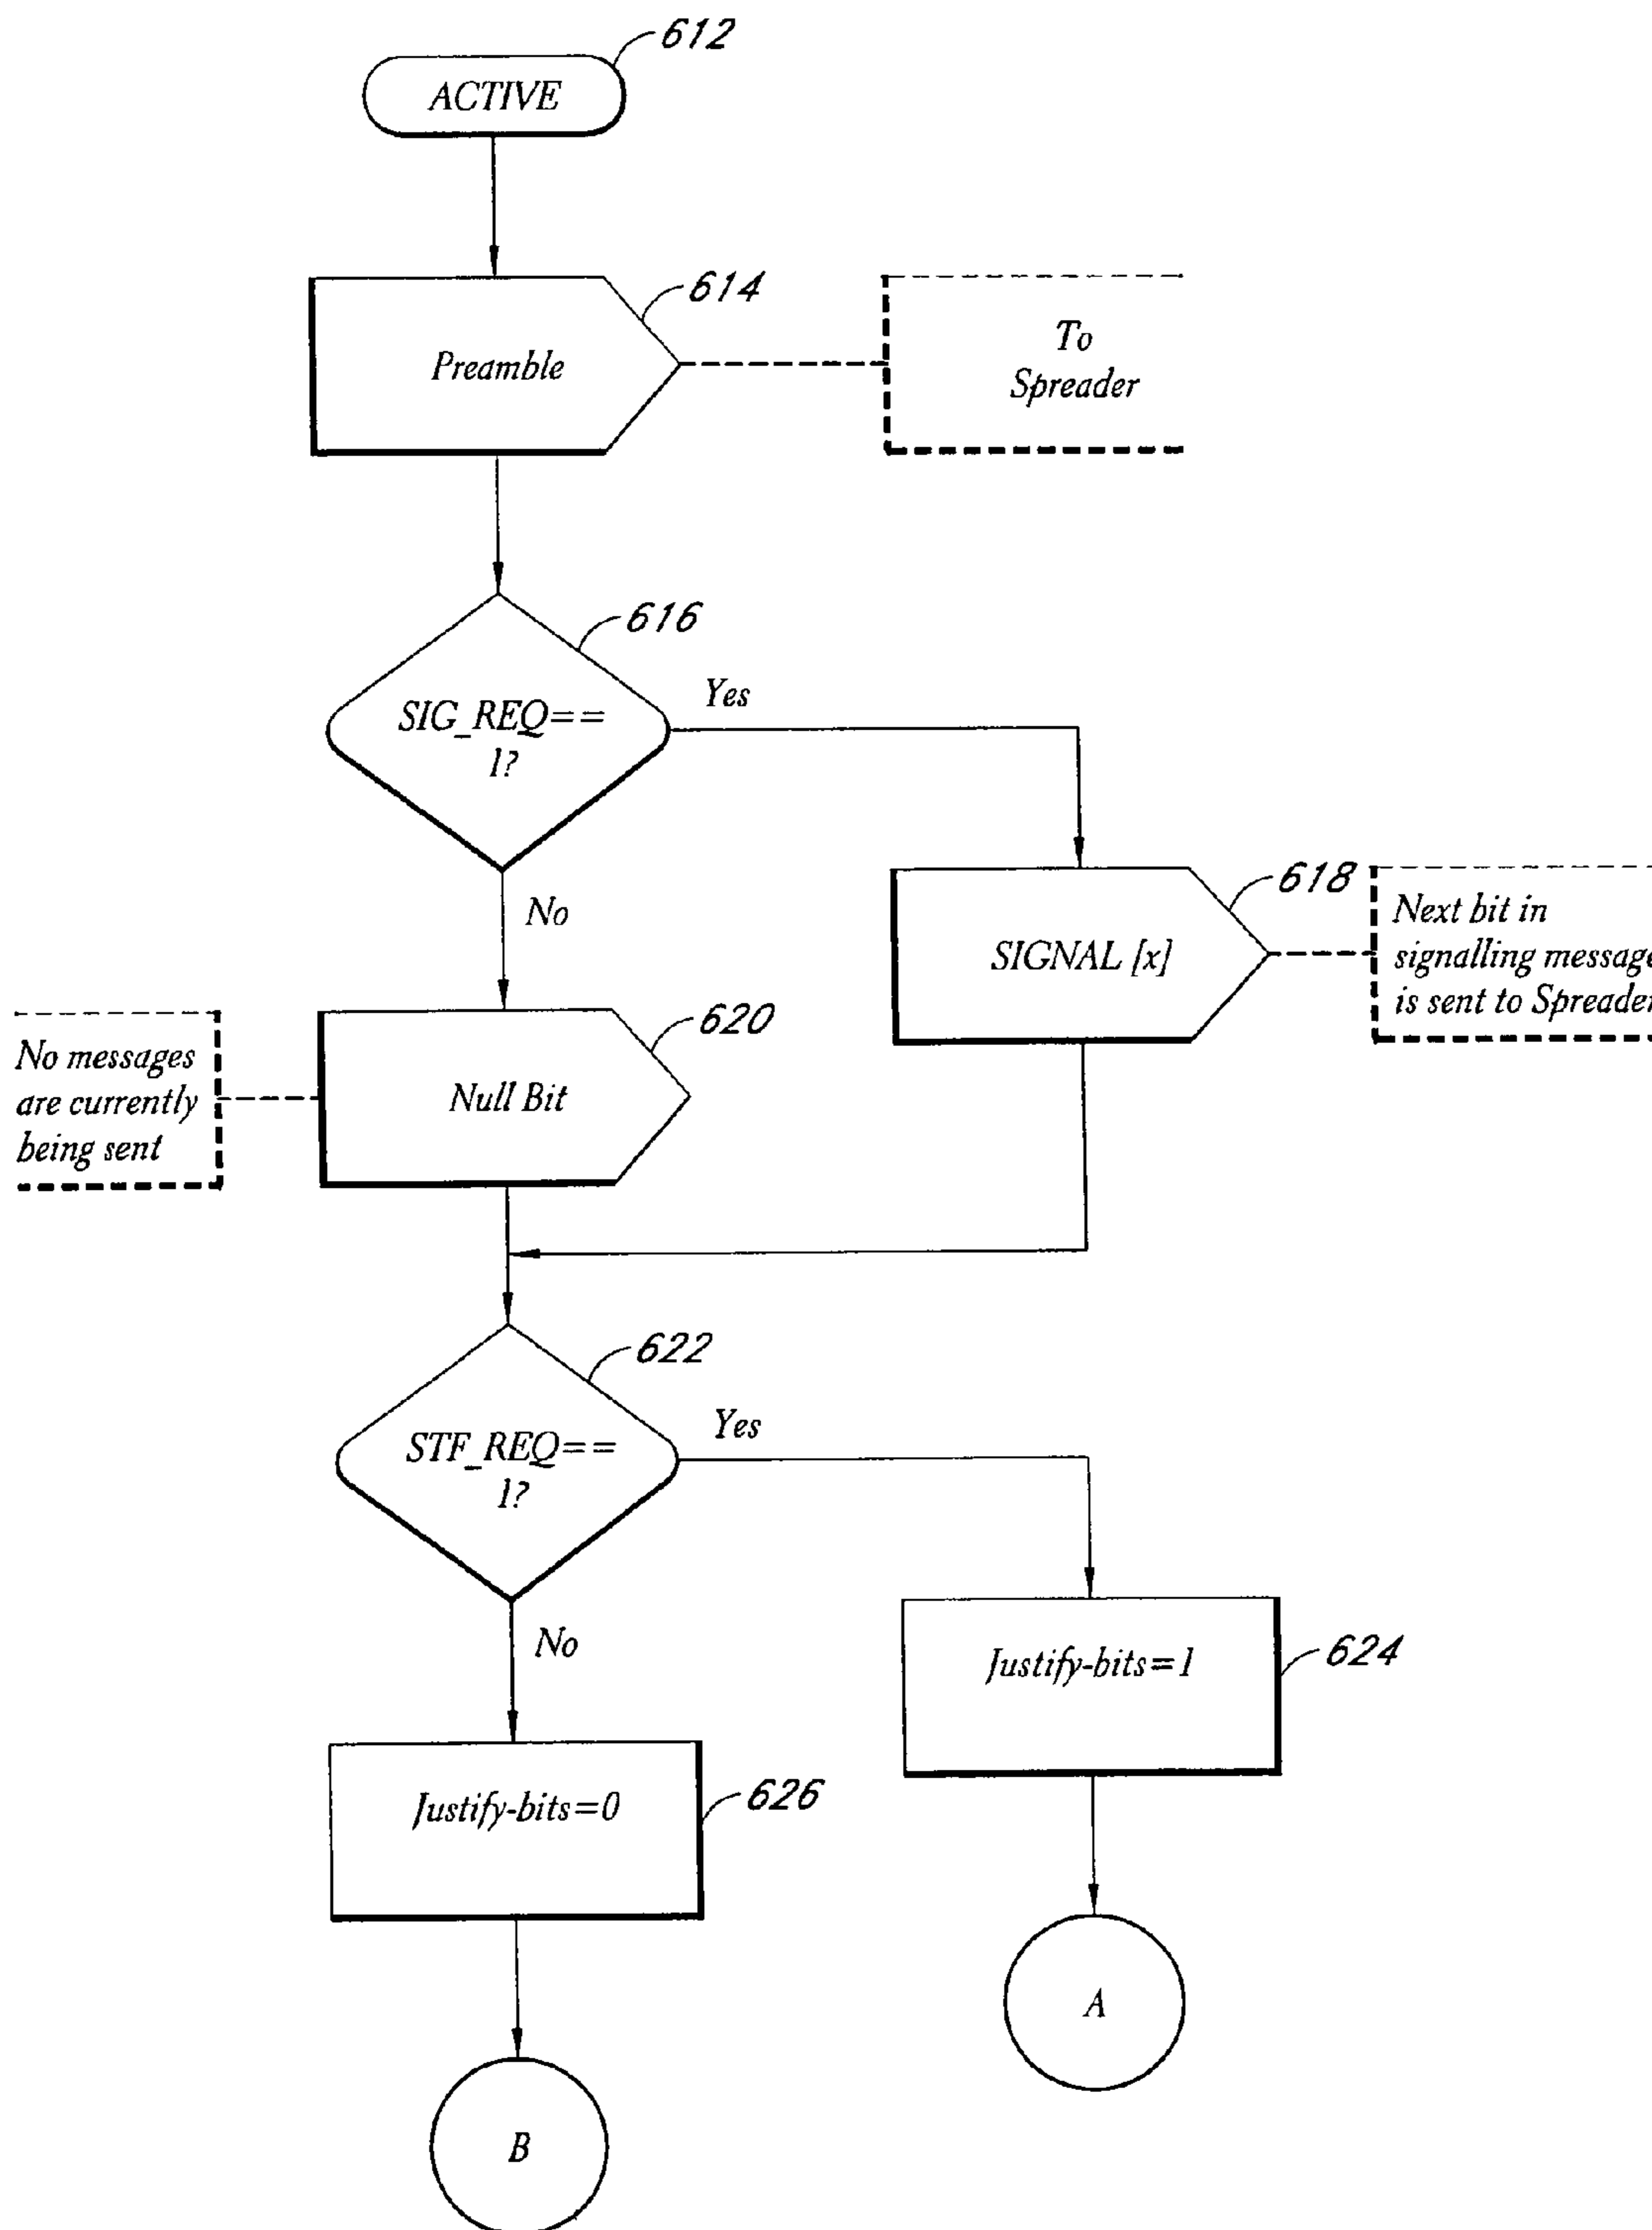 612
ACTIVE
614
Preamble
To
Spreader
616
SIG_REQ==
1?
Yes
No
618
SIGNAL [x]
Next bit in
signalling message
is sent to Spreader
620
Null Bit
No messages
are currently
being sent
622
STF_REQ==
1?
Yes
No
624
Justify-bits=1
626
Justify-bits=0
A
B